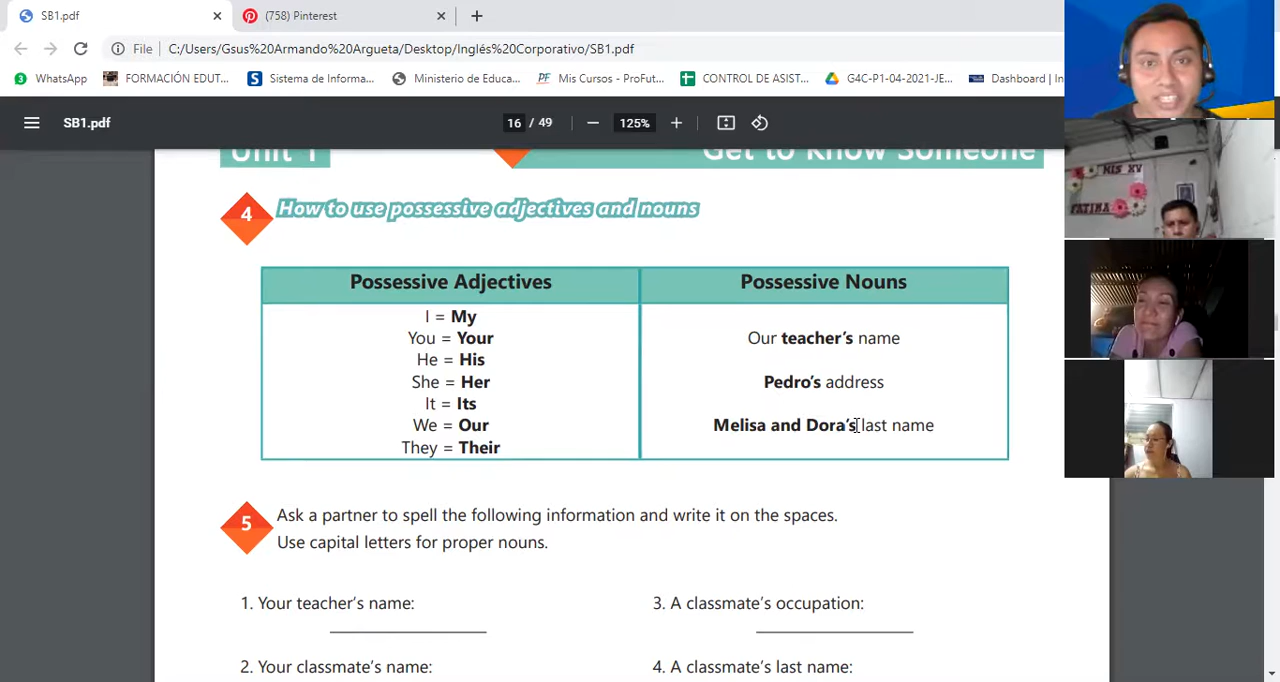 SB1.pdf
(758) Pinterest
File
C:/Users/Gsus%20Armando%20Argueta/Desktop/Inglés%20Corporativo/SB1.pdf
WhatsApp
FORMACIÓN EDUT...
Sistema de Informa...
Ministerio de Educa...
Mis Cursos - ProFut...
CONTROL DE ASIST...
G4C-P1-04-2021-JE...
Dashboard | In
SB1.pdf
16 / 49
125%
MIS XV
FATIMA
Unit 1
Get to Know Someone
4
How to use possessive adjectives and nouns
Possessive Adjectives
I = My
You = Your
He = His
She = Her
It = Its
We = Our
They = Their
Possessive Nouns
Our teacher's name
Pedro's address
Melisa and Dora's last name
5
Ask a partner to spell the following information and write it on the spaces.
Use capital letters for proper nouns.
1. Your teacher's name:
2. Your classmate's name:
3. A classmate's occupation:
4. A classmate's last name: